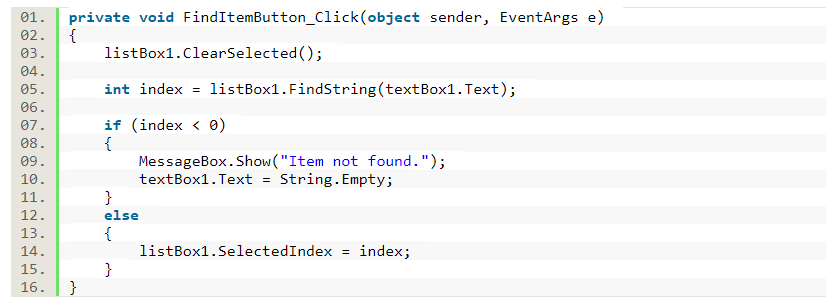 01. private void FindItemButton_Click(object sender, EventArgs e)
02. {
03.     listBox1.ClearSelected();
04.
05.     int index = listBox1.FindString(textBox1.Text);
06.
07.     if (index < 0)
08.     {
09.         MessageBox.Show("Item not found.");
10.         textBox1.Text = String.Empty;
11.     }
12.     else
13.     {
14.         listBox1.SelectedIndex = index;
15.     }
16. }